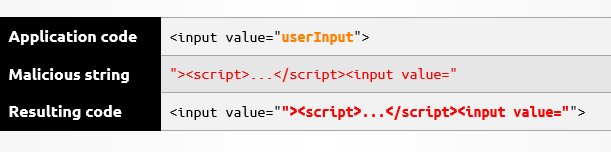 Application code <input value="userInput">
Malicious string "><script>...</script><input value="
Resulting code <input value=""><script>...</script><input value="">